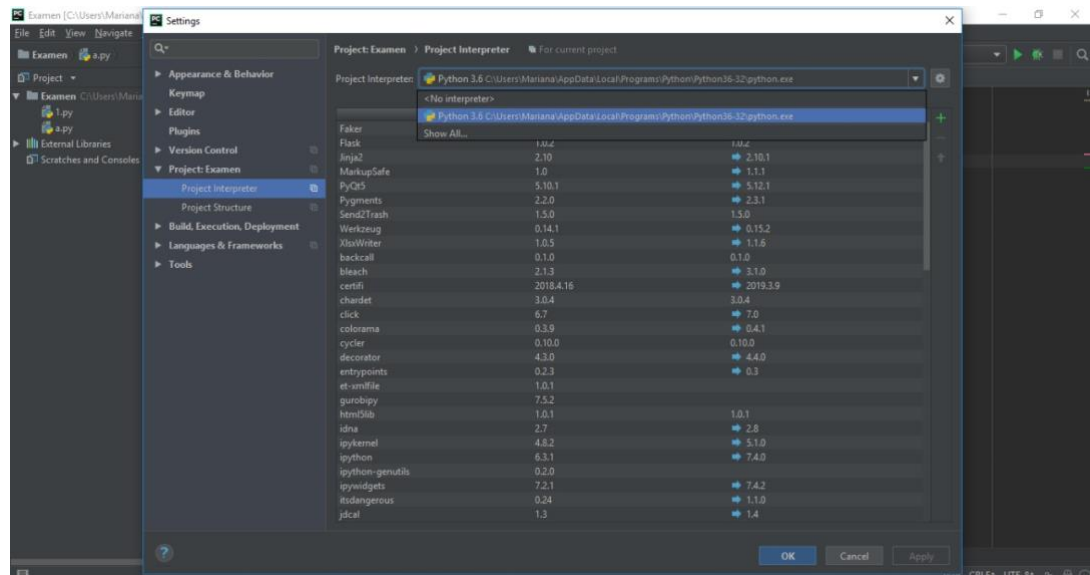 Examen [C:\Users\Mariana
Settings
File Edit View Navigate
Examen a.py
Project
Examen C:\Users\Maria
1.py
a.py
External Libraries
Scratches and Consoles
Appearance & Behavior
Keymap
Editor
Plugins
Version Control
Project: Examen
Project Interpreter
Project Structure
Build, Execution, Deployment
Languages & Frameworks
Tools
Project: Examen Project Interpreter For current project
Project Interpreter: Python 3.6 C:\Users\Mariana\AppData\Local\Programs\Python\Python36-32\python.exe
<No interpreter>
Python 3.6 C:\Users\Mariana\AppData\Local\Programs\Python\Python36-32\python.exe
Show All...
Faker
Flask 1.0.2 1.0.2
Jinja2 2.10 2.10.1
MarkupSafe 1.0 1.1.1
PyQt5 5.10.1 5.12.1
Pygments 2.2.0 2.3.1
Send2Trash 1.5.0 1.5.0
Werkzeug 0.14.1 0.15.2
XlsxWriter 1.0.5 1.1.6
backcall 0.1.0 0.1.0
bleach 2.1.3 3.1.0
certifi 2018.4.16 2019.3.9
chardet 3.0.4 3.0.4
click 6.7 7.0
colorama 0.3.9 0.4.1
cycler 0.10.0 0.10.0
decorator 4.3.0 4.4.0
entrypoints 0.2.3 0.3
et-xmlfile 1.0.1
gurobipy 7.5.2
html5lib 1.0.1 1.0.1
idna 2.7 2.8
ipykernel 4.8.2 5.1.0
ipython 6.3.1 7.4.0
ipython-genutils 0.2.0
ipywidgets 7.2.1 7.4.2
itsdangerous 0.24 1.1.0
jdcal 1.3 1.4
OK Cancel Apply